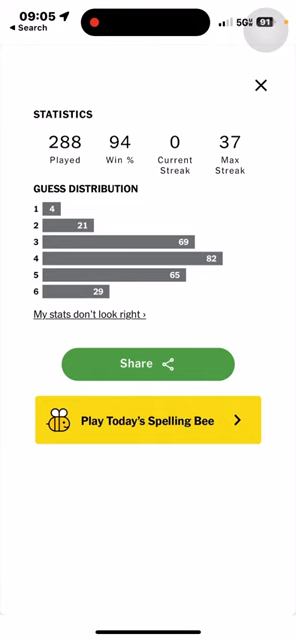 09:05
5G 91
Search
STATISTICS
288 94 0 37
Played Win % Current Streak Max Streak
GUESS DISTRIBUTION
1 4
2 21
3 69
4 82
5 65
6 29
My stats don't look right ›
Share
Play Today's Spelling Bee